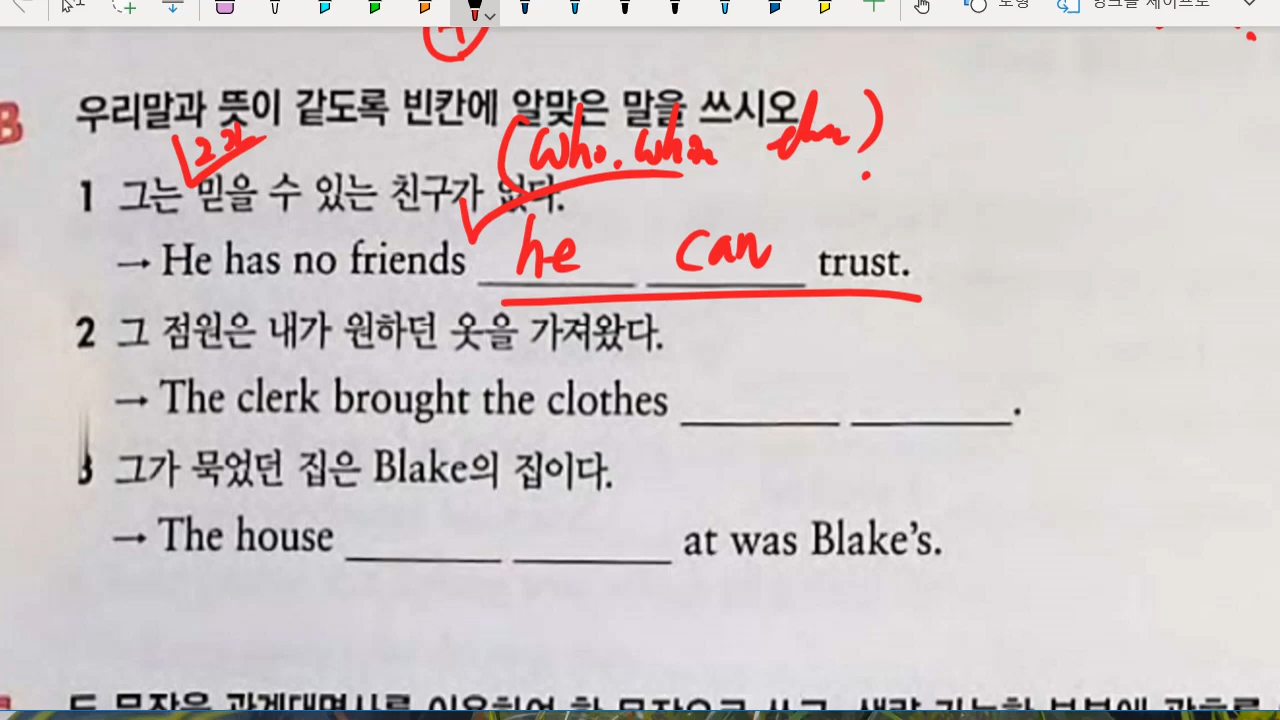 우리말과 뜻이 같도록 빈칸에 알맞은 말을 쓰시오
(who. whom that)
1 그는 믿을 수 있는 친구가 없다.
→ He has no friends he can trust.
2 그 점원은 내가 원하던 옷을 가져왔다.
→ The clerk brought the clothes ______ ______.
3 그가 묵었던 집은 Blake의 집이다.
→ The house ______ ______ at was Blake's.